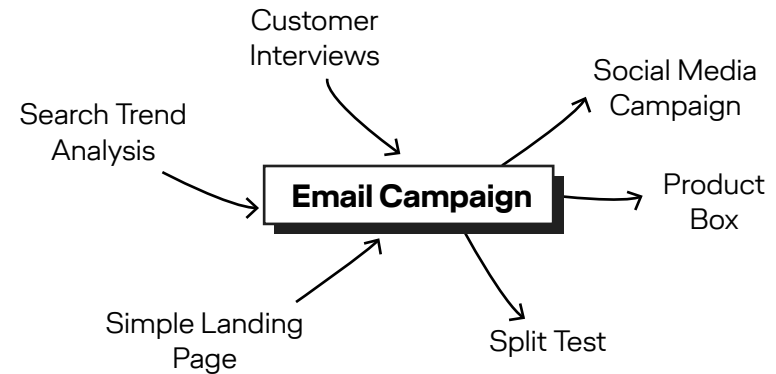 Customer
Interviews
Social Media
Campaign
Search Trend
Analysis
Email Campaign
Product
Box
Simple Landing
Page
Split Test